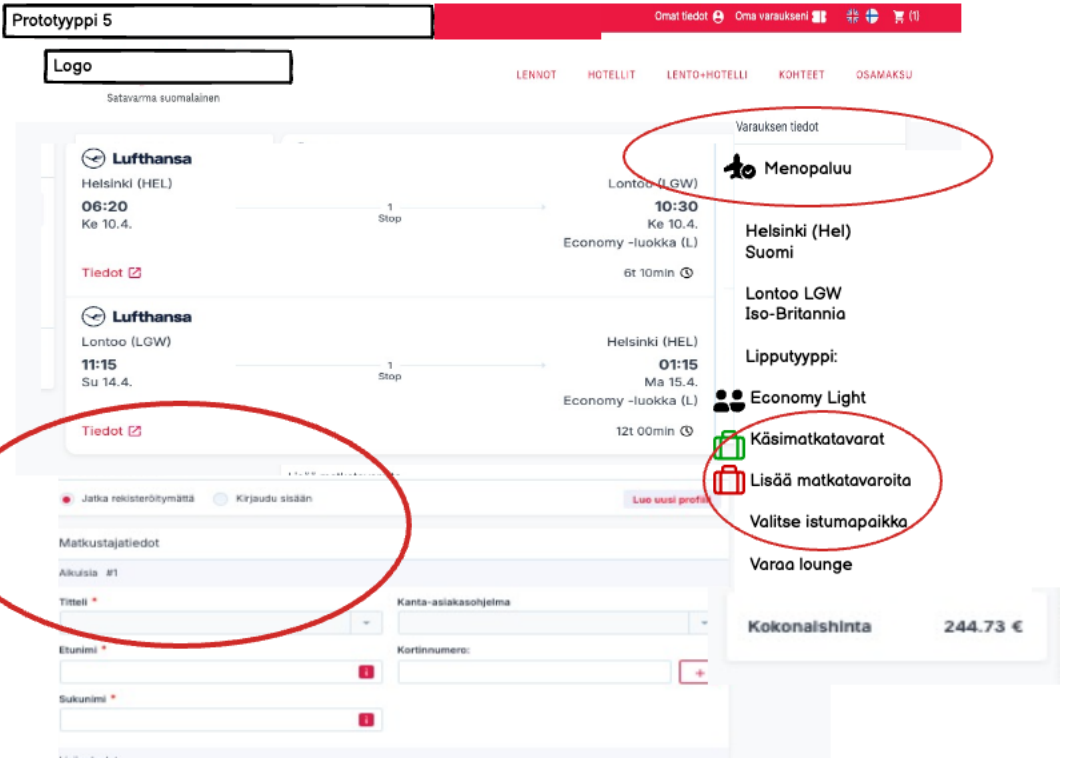 Prototyyppi 5
Omat tiedot
Oma varaukseni
(1)
Logo
LENNOT HOTELLIT LENTO+HOTELLI KOHTEET OSAMAKSU
Satavarma suomalainen
Varauksen tiedot
Lufthansa
Menopaluu
Helsinki (HEL) Lontoo (LGW)
06:20 1 10:30
Ke 10.4. Stop Ke 10.4.
Economy -luokka (L)
Tiedot 6t 10min
Helsinki (Hel)
Suomi
Lontoo LGW
Iso-Britannia
Lufthansa
Lontoo (LGW) Helsinki (HEL)
11:15 1 01:15
Su 14.4. Stop Ma 15.4.
Economy -luokka (L)
Tiedot 12t 00min
Lipputyyppi:
Economy Light
Käsimatkatavarat
Lisää matkatavaroita
Valitse istumapaikka
Varaa lounge
Jatka rekisteröitymättä Kirjaudu sisään Luo uusi profiili
Matkustajatiedot
Aikuisia #1
Titteli * Kanta-asiakasohjelma
Etunimi * Kortinnumero:
+
Sukunimi *
Kokonaishinta 244.73 €